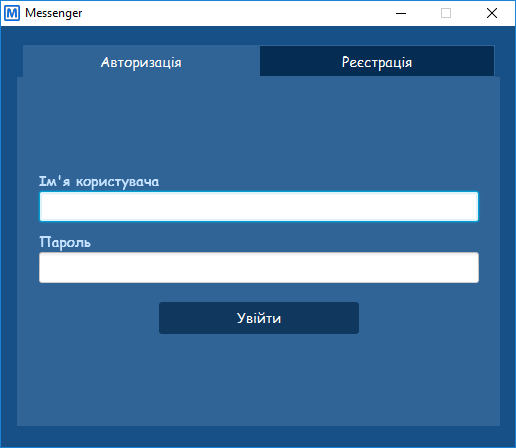 M Messenger
Авторизація Реєстрація
Ім'я користувача
Пароль
Увійти